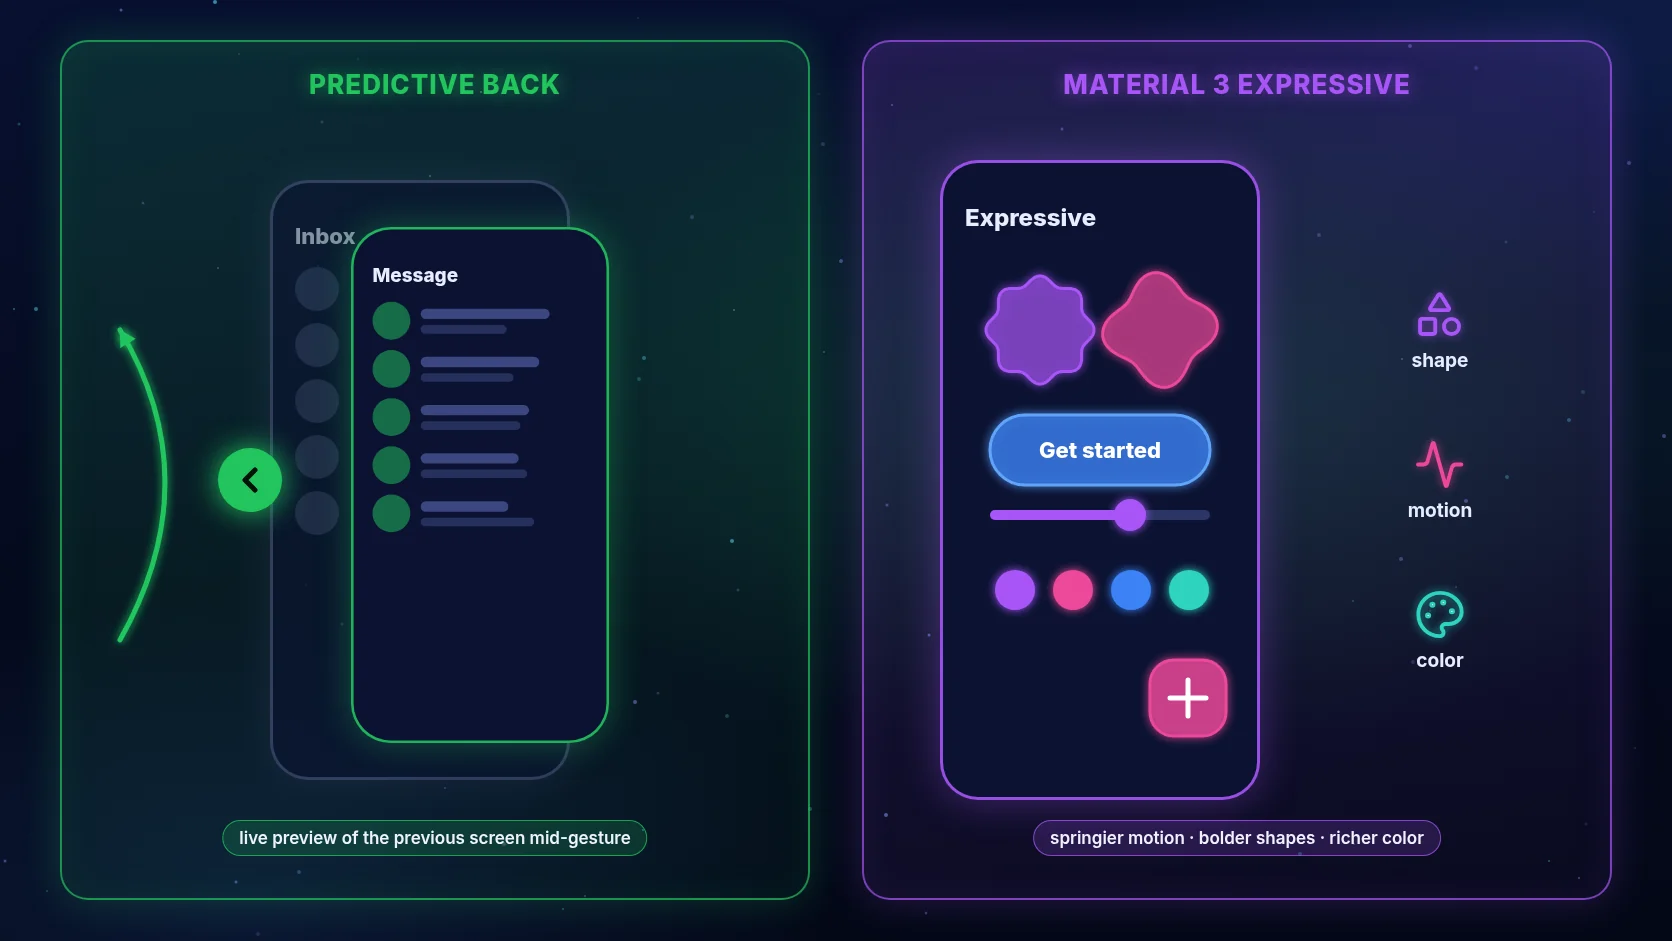 PREDICTIVE BACK
Inbox
Message
live preview of the previous screen mid-gesture
MATERIAL 3 EXPRESSIVE
Expressive
Get started
shape
motion
color
springier motion · bolder shapes · richer color